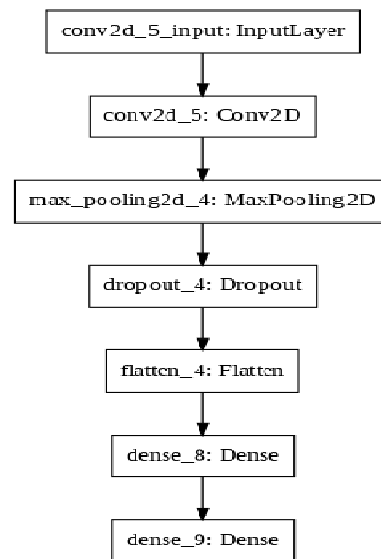 conv2d_5_input: InputLayer
conv2d_5: Conv2D
max_pooling2d_4: MaxPooling2D
dropout_4: Dropout
flatten_4: Flatten
dense_8: Dense
dense_9: Dense